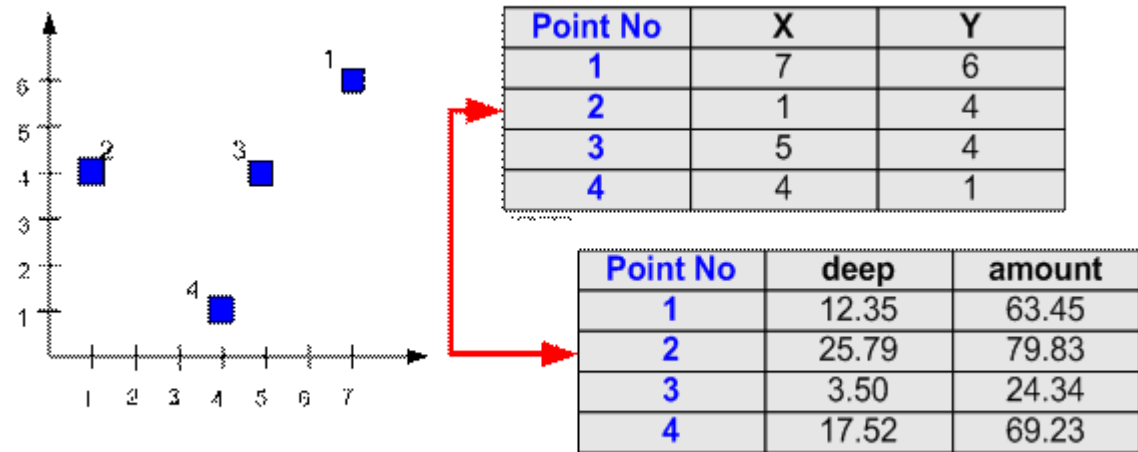 1
6
5
2
3
4
3
2
4
1
1 2 3 4 5 6 7
Point No X Y
1 7 6
2 1 4
3 5 4
4 4 1
Point No deep amount
1 12.35 63.45
2 25.79 79.83
3 3.50 24.34
4 17.52 69.23